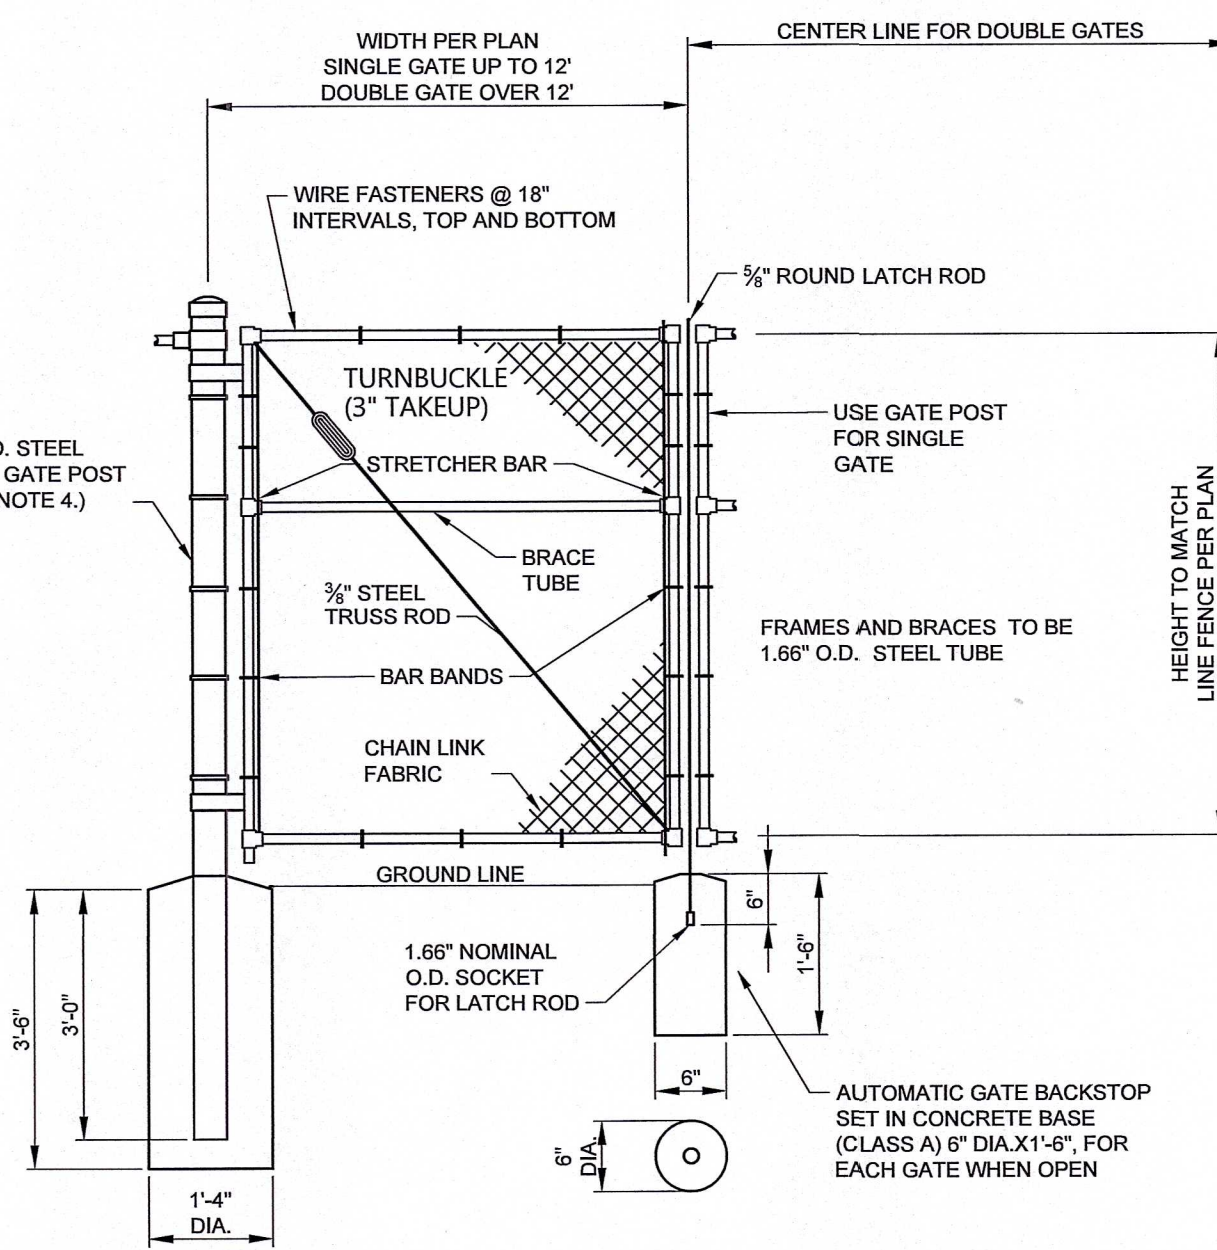 CENTER LINE FOR DOUBLE GATES
WIDTH PER PLAN
SINGLE GATE UP TO 12'
DOUBLE GATE OVER 12'
WIRE FASTENERS @ 18"
INTERVALS, TOP AND BOTTOM
⅝" ROUND LATCH ROD
TURNBUCKLE
(3" TAKEUP)
USE GATE POST
FOR SINGLE
GATE
. STEEL
GATE POST
NOTE 4.)
STRETCHER BAR
HEIGHT TO MATCH
LINE FENCE PER PLAN
BRACE
TUBE
⅜" STEEL
TRUSS ROD
FRAMES AND BRACES TO BE
1.66" O.D. STEEL TUBE
BAR BANDS
CHAIN LINK
FABRIC
GROUND LINE
6"
1'-6"
1.66" NOMINAL
O.D. SOCKET
FOR LATCH ROD
3'-6"
3'-0"
6"
AUTOMATIC GATE BACKSTOP
SET IN CONCRETE BASE
(CLASS A) 6" DIA.X1'-6", FOR
EACH GATE WHEN OPEN
6"
DIA.
1'-4"
DIA.